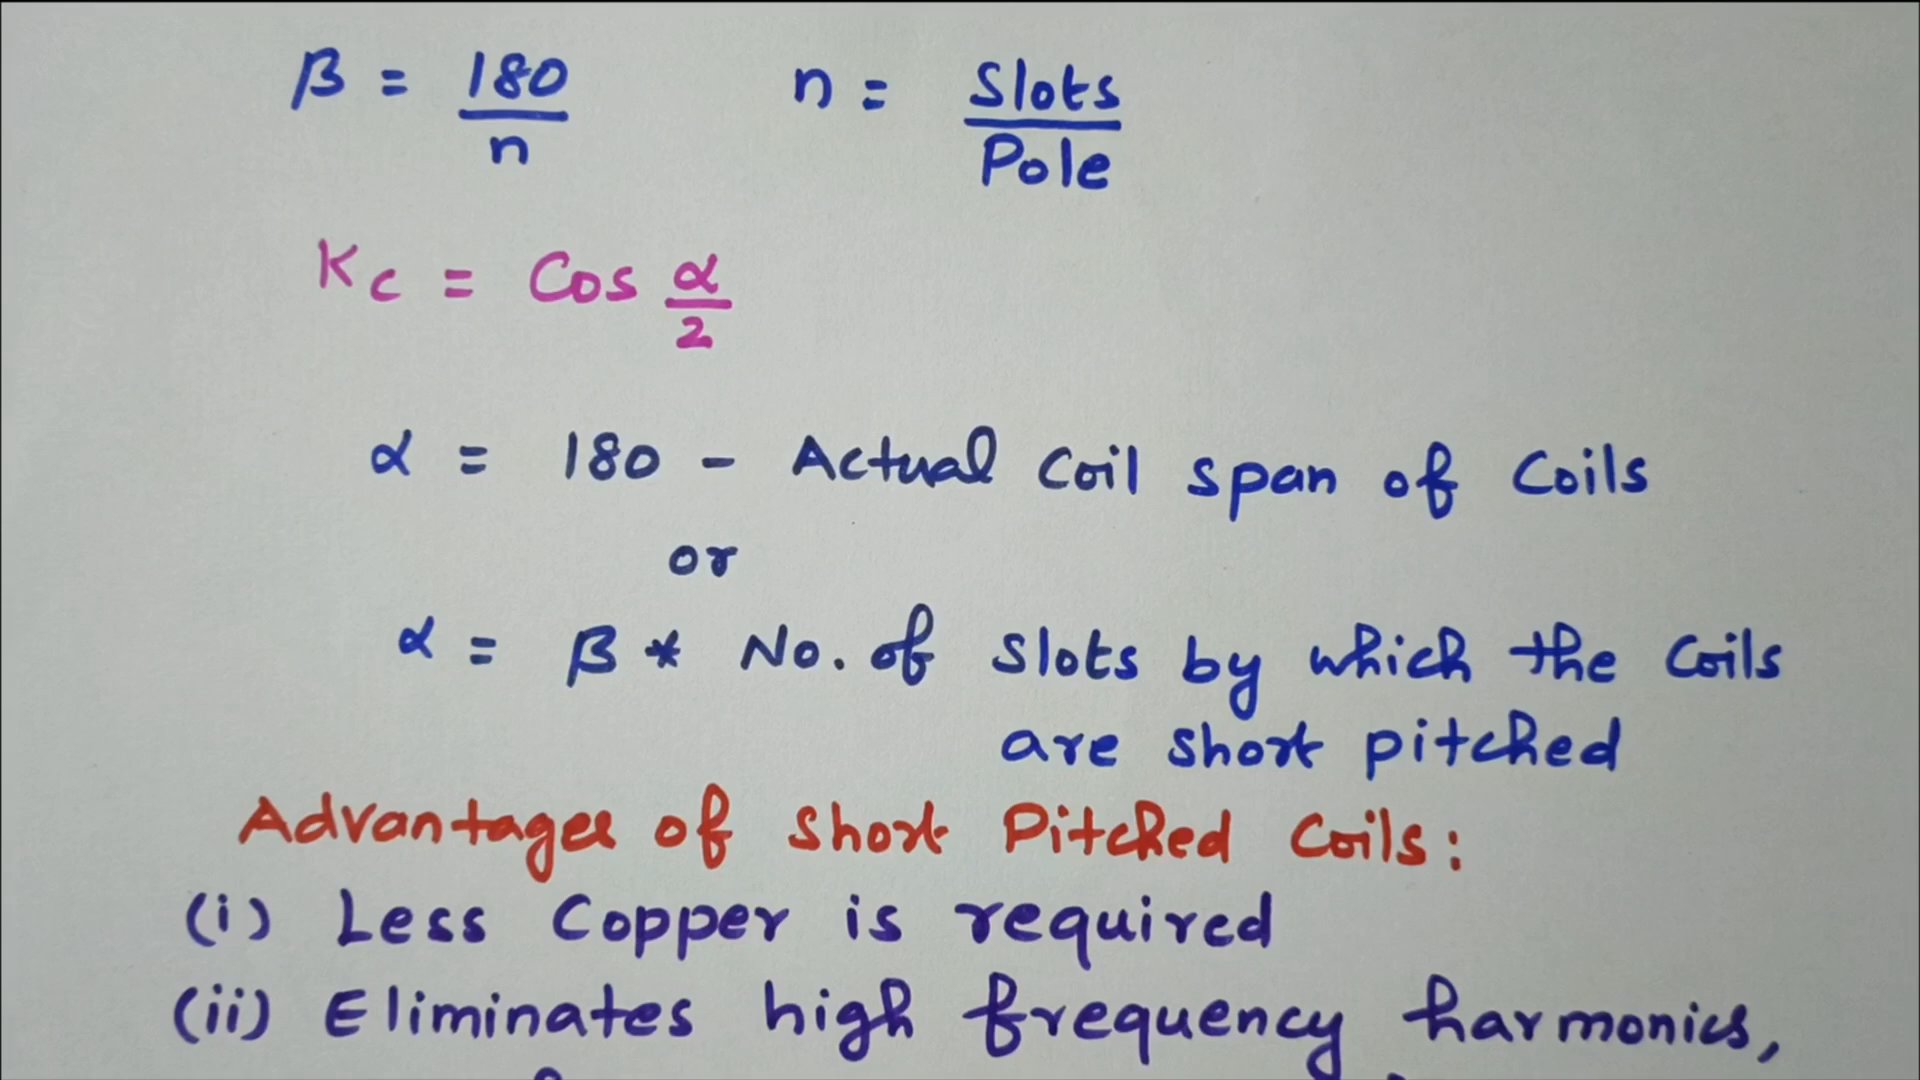 β = 180/n    n = Slots/Pole
Kc = Cos α/2
α = 180 - Actual Coil span of Coils
or
α = β * No. of slots by which the Coils
are short pitched
Advantages of Short Pitched Coils:
(i) Less Copper is required
(ii) Eliminates high frequency harmonics,